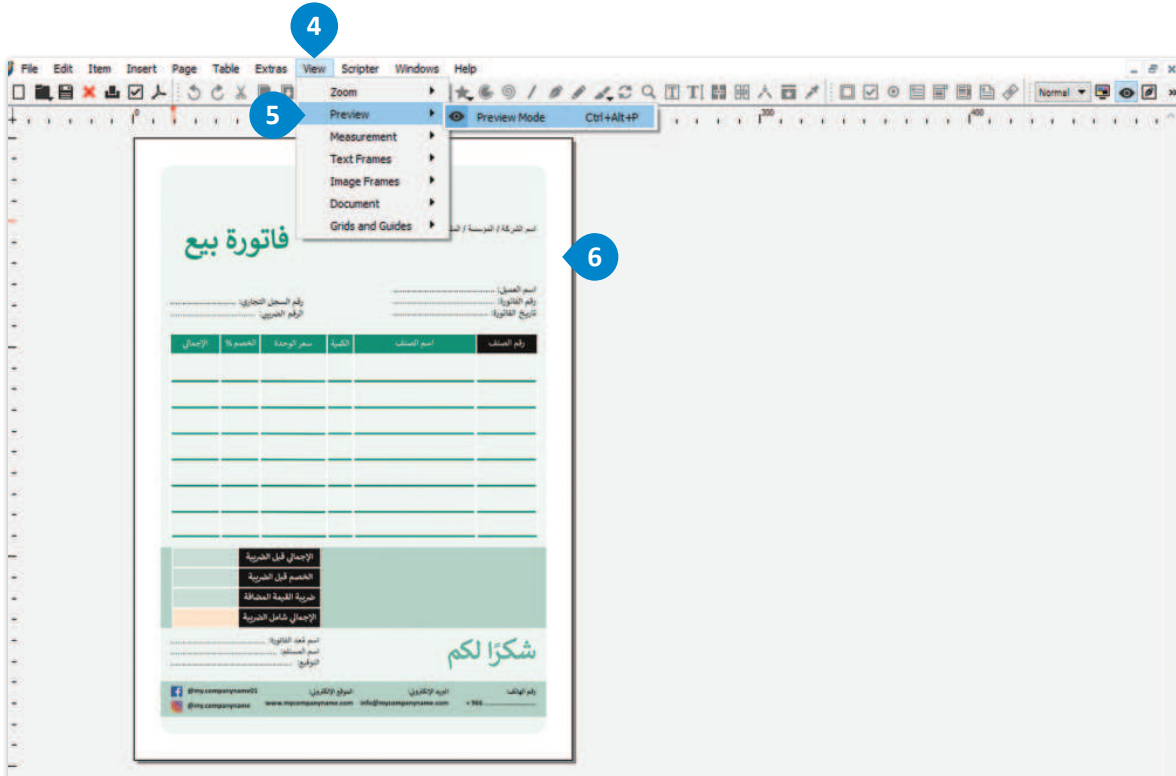 4
File Edit Item Insert Page Table Extras View Scripter Windows Help
Zoom
Normal
5
Preview
Preview Mode Ctrl+Alt+P
0
300
400
Measurement
Text Frames
Image Frames
Document
Grids and Guides
اسم الشركة / المؤسسة /
فاتورة بيع
6
اسم العميل:
رقم الفاتورة:
تاريخ الفاتورة:
رقم السجل التجاري:
الرقم الضريبي:
رقم الصنف اسم الصنف الكمية سعر الوحدة الخصم % الإجمالي
الإجمالي قبل الضريبة
الخصم قبل الضريبة
ضريبة القيمة المضافة
الإجمالي شامل الضريبة
شكرًا لكم
اسم مُعد الفاتورة:
اسم المستلم:
التوقيع:
رقم الهاتف: البريد الإلكتروني: الموقع الإلكتروني: @my.companyname01
+ 966 info@mycompanyname.com www.mycompanyname.com @my.companyname